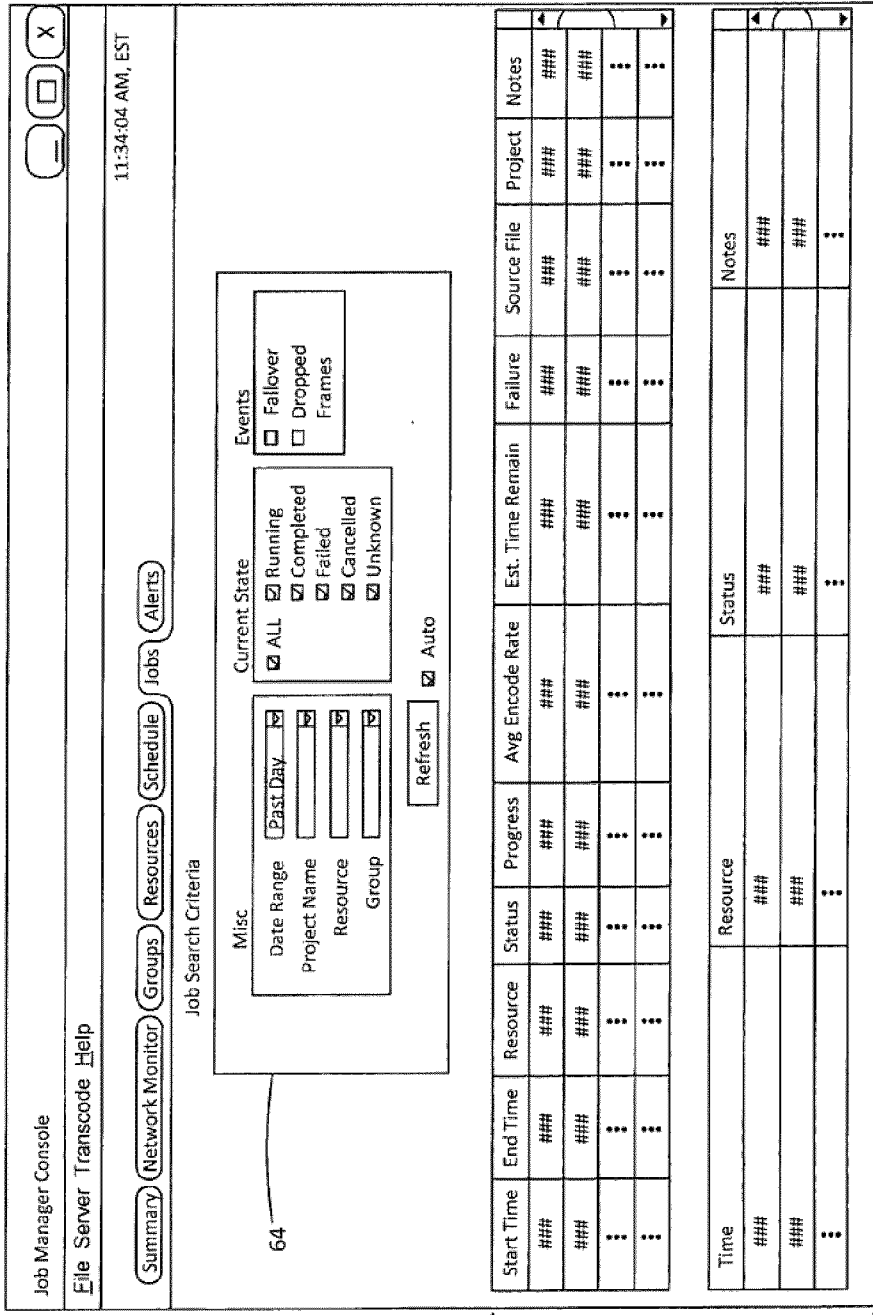 Job Manager Console
_ □ X
File Server Transcode Help
Summary Network Monitor Groups Resources Schedule Jobs Alerts
11:34:04 AM, EST
Job Search Criteria
Misc
Date Range Past Day
Project Name
Resource
Group
Current State
ALL Running
Completed
Failed
Cancelled
Unknown
Events
Fallover
Dropped
Frames
Refresh Auto
64
Start Time End Time Resource Status Progress Avg Encode Rate Est. Time Remain Failure Source File Project Notes
### ### ### ### ### ### ### ### ### ### ###
### ### ### ### ### ### ### ### ### ### ###
... ... ... ... ... ... ... ... ... ... ...
... ... ... ... ... ... ... ... ... ... ...
Time Resource Status Notes
### ### ### ###
### ### ### ###
... ... ... ...